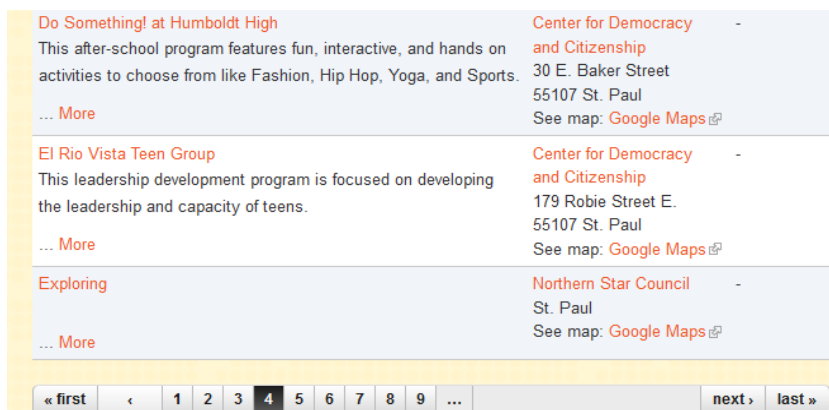 Do Something! at Humboldt High
This after-school program features fun, interactive, and hands on
activities to choose from like Fashion, Hip Hop, Yoga, and Sports.
... More
Center for Democracy
and Citizenship
30 E. Baker Street
55107 St. Paul
See map: Google Maps
-
El Rio Vista Teen Group
This leadership development program is focused on developing
the leadership and capacity of teens.
... More
Center for Democracy
and Citizenship
179 Robie Street E.
55107 St. Paul
See map: Google Maps
-
Exploring
... More
Northern Star Council
St. Paul
See map: Google Maps
-
« first ‹ 1 2 3 4 5 6 7 8 9 ... next › last »